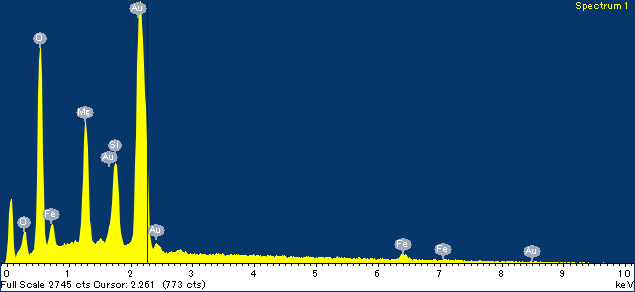 Spectrum 1
Au
O
Mg
Si
Au
C
Fe
Au
Fe
Fe
Au
0 1 2 3 4 5 6 7 8 9 10
Full Scale 2745 cts Cursor: 2.261 (773 cts) keV